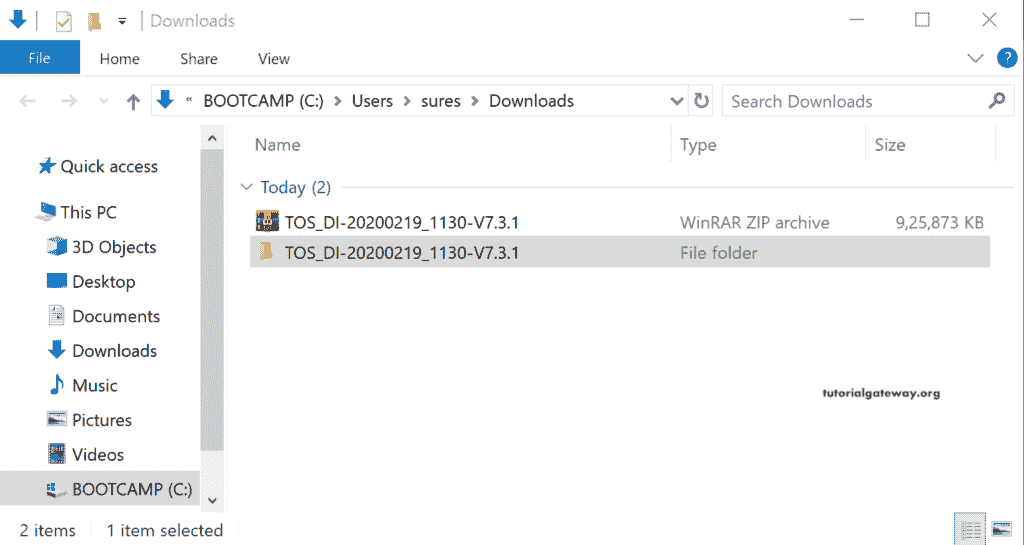 Downloads
File Home Share View ?
« BOOTCAMP (C:) > Users > sures > Downloads Search Downloads
Name Type Size
Quick access
Today (2)
This PC
TOS_DI-20200219_1130-V7.3.1 WinRAR ZIP archive 9,25,873 KB
3D Objects
TOS_DI-20200219_1130-V7.3.1 File folder
Desktop
Documents
Downloads
Music
tutorialgateway.org
Pictures
Videos
BOOTCAMP (C:)
2 items 1 item selected